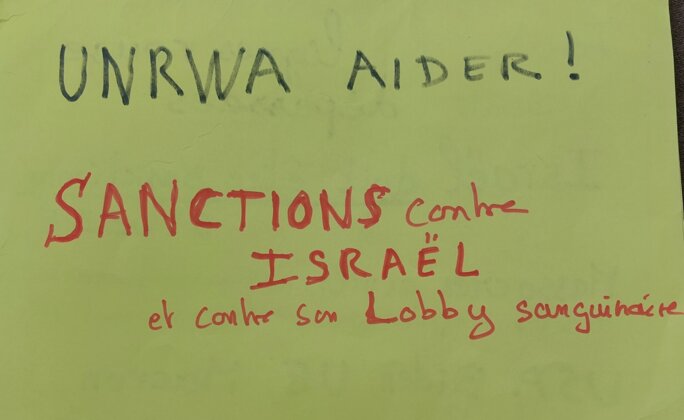 UNRWA AIDER !
SANCTIONS contre
ISRAËL
et contre son Lobby sanguinaire